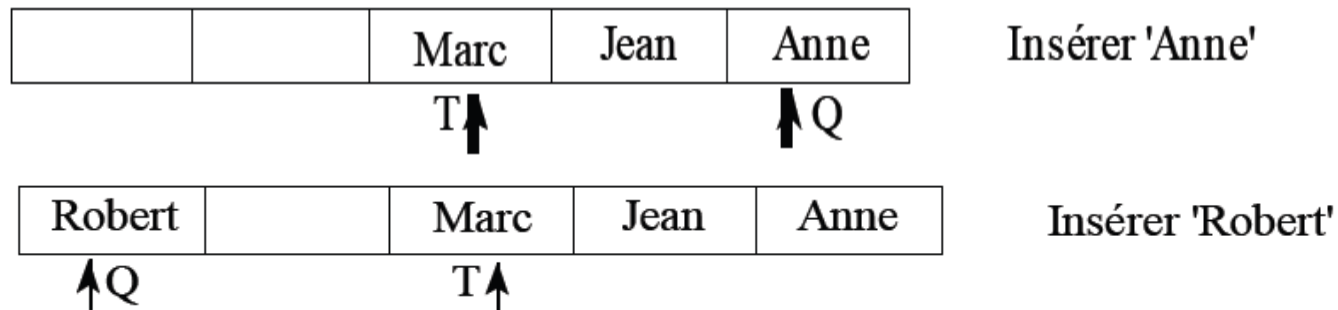 Marc Jean Anne Insérer 'Anne'
T Q
Robert Marc Jean Anne Insérer 'Robert'
Q T